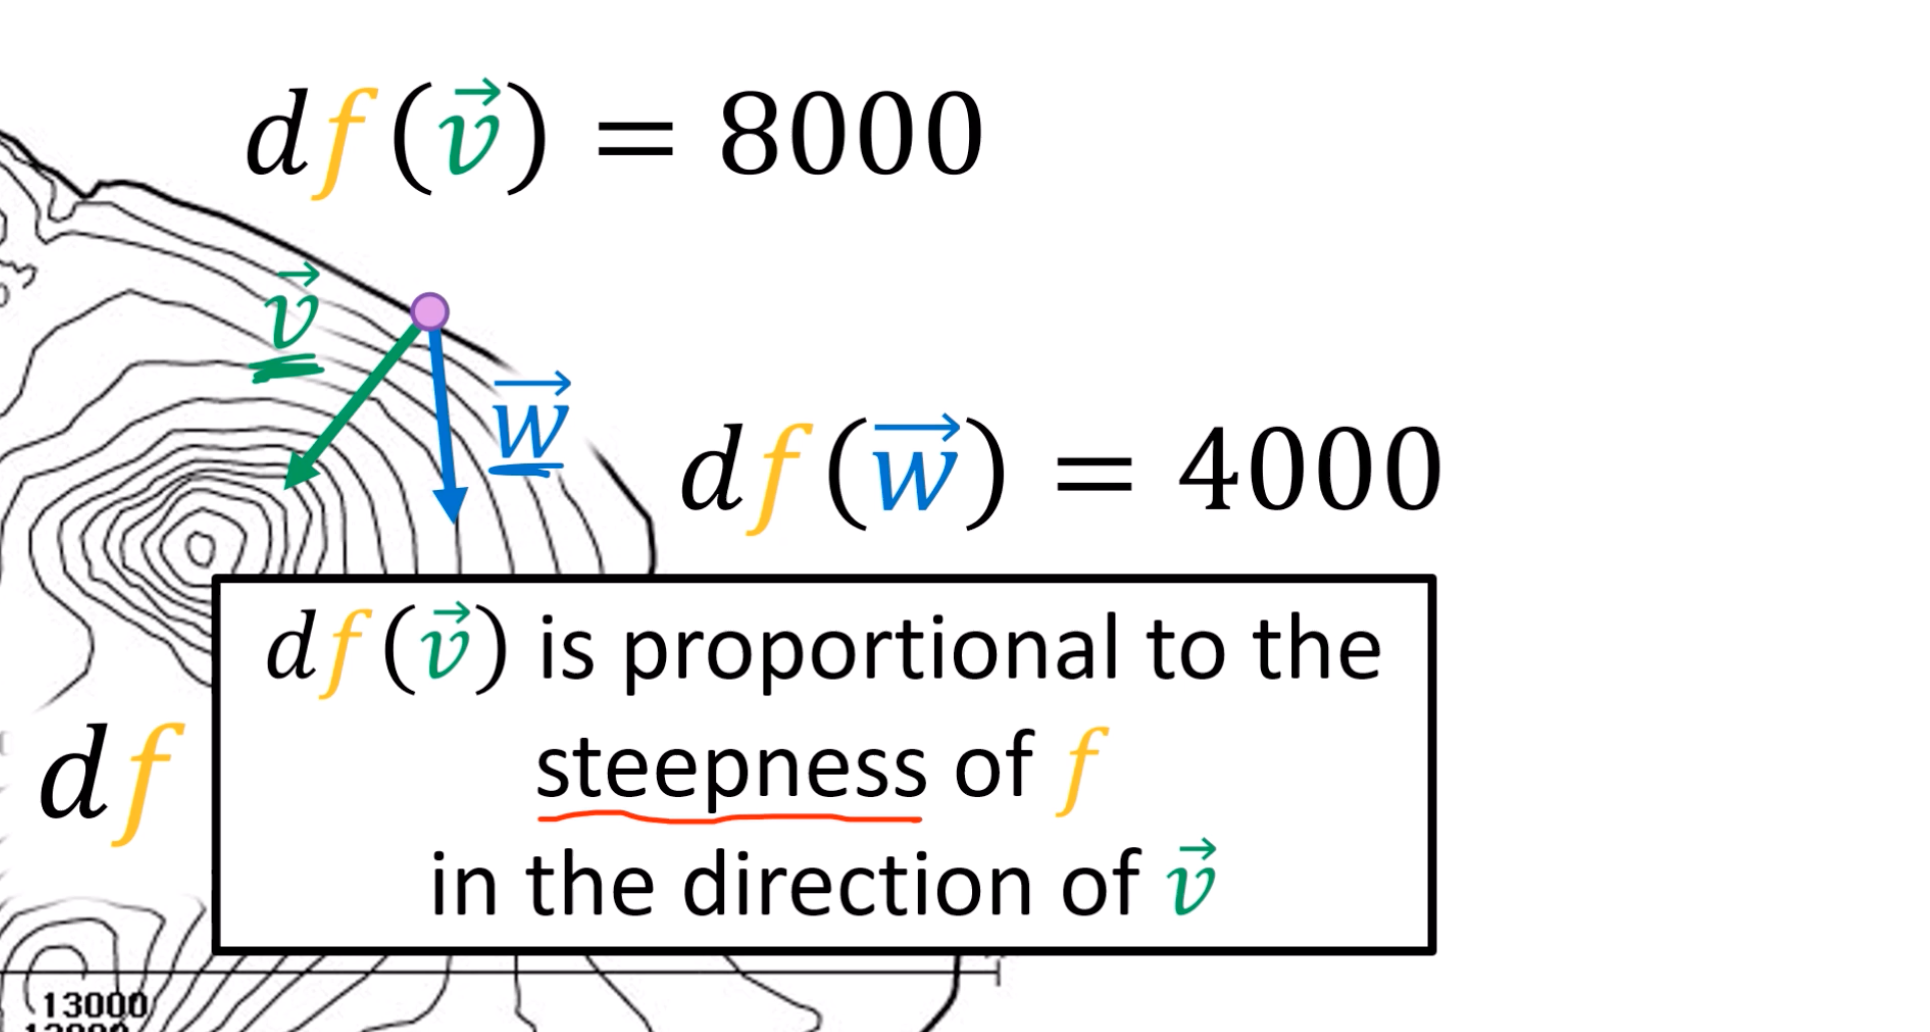 df(v⃗) = 8000
v⃗
w⃗
df(w⃗) = 4000
df(v⃗) is proportional to the
steepness of f
in the direction of v⃗
df
13000